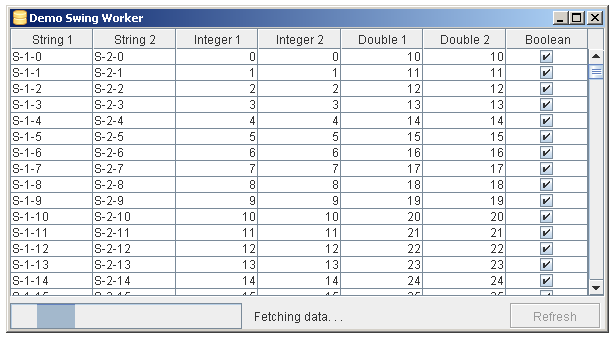 Demo Swing Worker
String 1 String 2 Integer 1 Integer 2 Double 1 Double 2 Boolean
S-1-0 S-2-0 0 0 10 10
S-1-1 S-2-1 1 1 11 11
S-1-2 S-2-2 2 2 12 12
S-1-3 S-2-3 3 3 13 13
S-1-4 S-2-4 4 4 14 14
S-1-5 S-2-5 5 5 15 15
S-1-6 S-2-6 6 6 16 16
S-1-7 S-2-7 7 7 17 17
S-1-8 S-2-8 8 8 18 18
S-1-9 S-2-9 9 9 19 19
S-1-10 S-2-10 10 10 20 20
S-1-11 S-2-11 11 11 21 21
S-1-12 S-2-12 12 12 22 22
S-1-13 S-2-13 13 13 23 23
S-1-14 S-2-14 14 14 24 24
Fetching data. . . Refresh